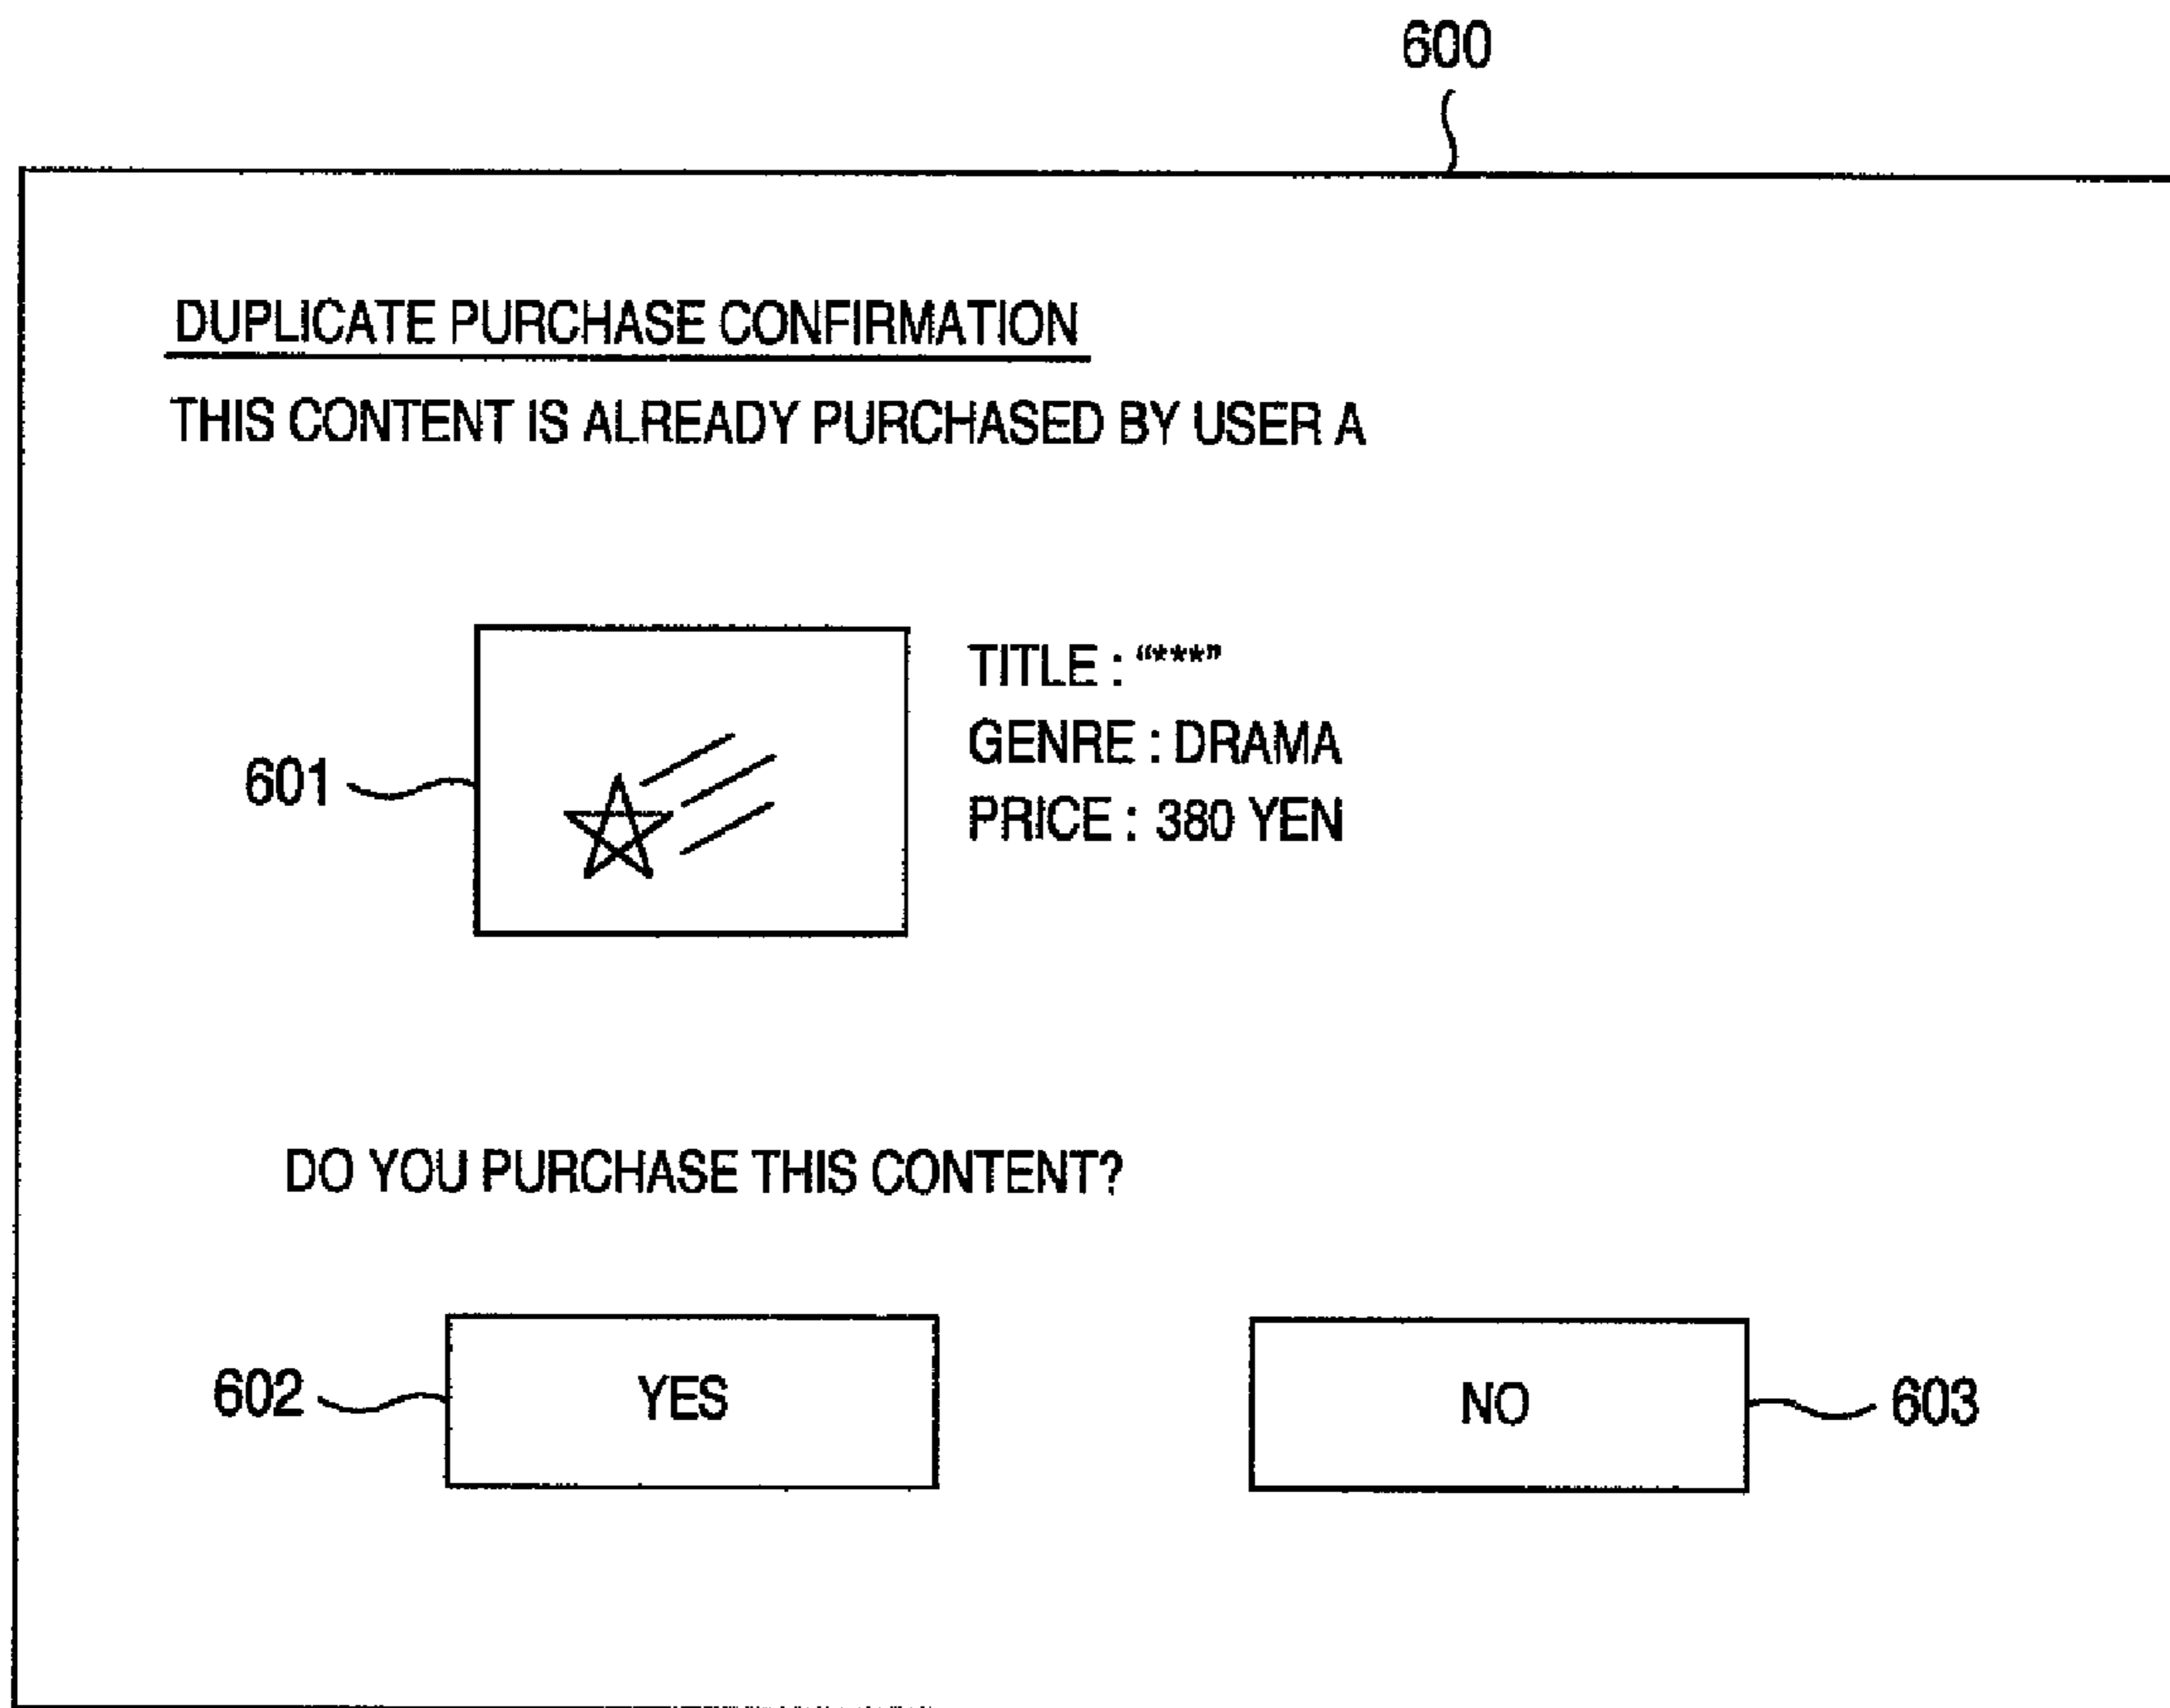 600
DUPLICATE PURCHASE CONFIRMATION
THIS CONTENT IS ALREADY PURCHASED BY USER A
TITLE : “***”
GENRE : DRAMA
601
PRICE : 380 YEN
DO YOU PURCHASE THIS CONTENT?
602 YES NO 603